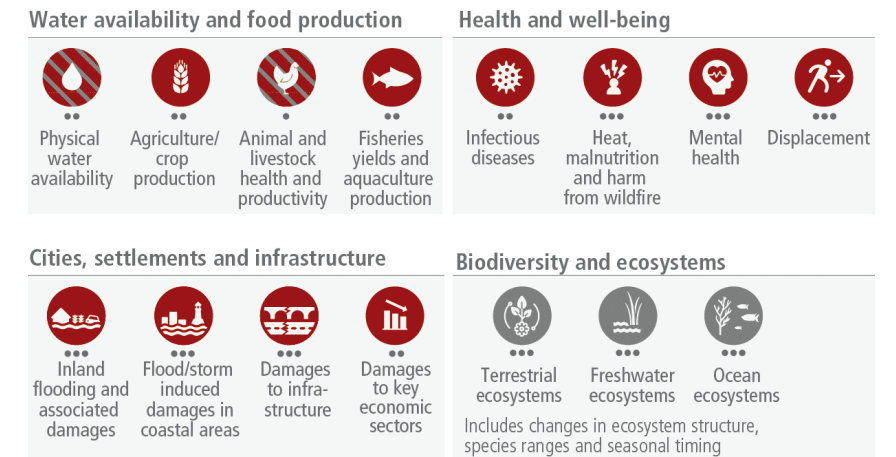 Water availability and food production
Physical
water
availability
Agriculture/
crop
production
Animal and
livestock
health and
productivity
Fisheries
yields and
aquaculture
production
Health and well-being
Infectious
diseases
Heat,
malnutrition
and harm
from wildfire
Mental
health
Displacement
Cities, settlements and infrastructure
Inland
flooding and
associated
damages
Flood/storm
induced
damages in
coastal areas
Damages
to infra-
structure
Damages
to key
economic
sectors
Biodiversity and ecosystems
Terrestrial
ecosystems
Freshwater
ecosystems
Ocean
ecosystems
Includes changes in ecosystem structure,
species ranges and seasonal timing